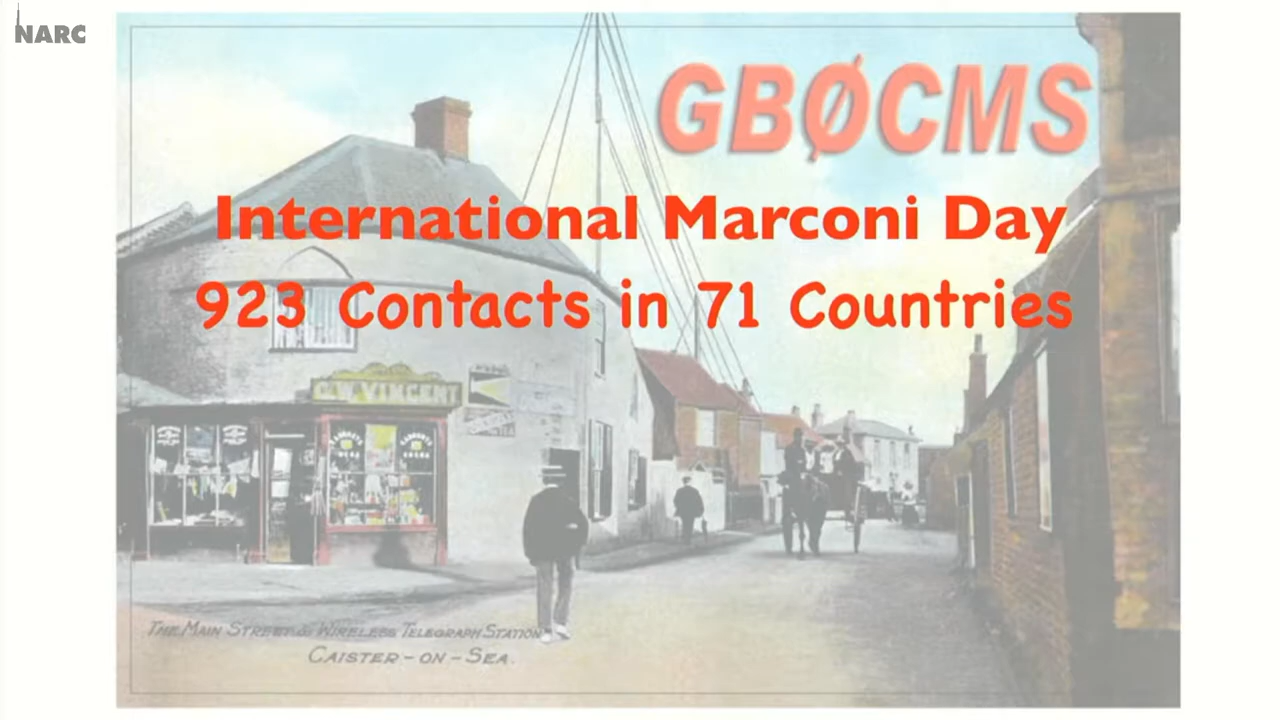 NARC
GBØCMS
International Marconi Day
923 Contacts in 71 Countries
G.W. VINCENT
THE MAIN STREET & WIRELESS TELEGRAPH STATION
CAISTER-ON-SEA.